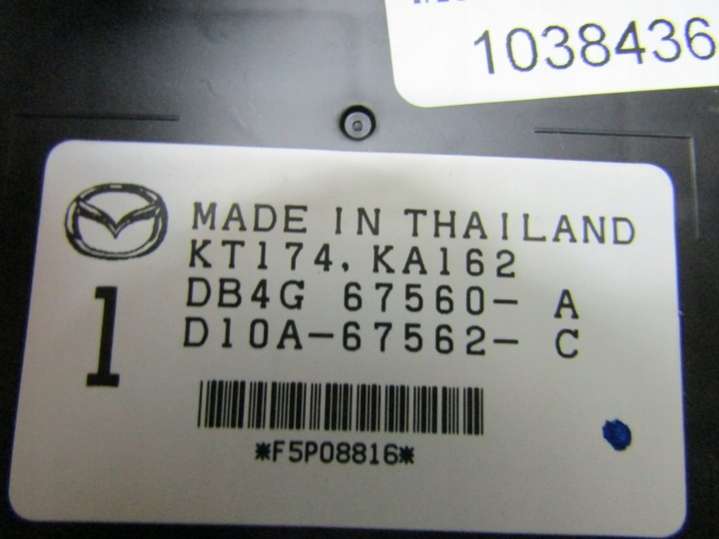 1038436
MADE IN THAILAND
KT174, KA162
DB4G 67560- A
1
D10A-67562- C
*F5P08816*